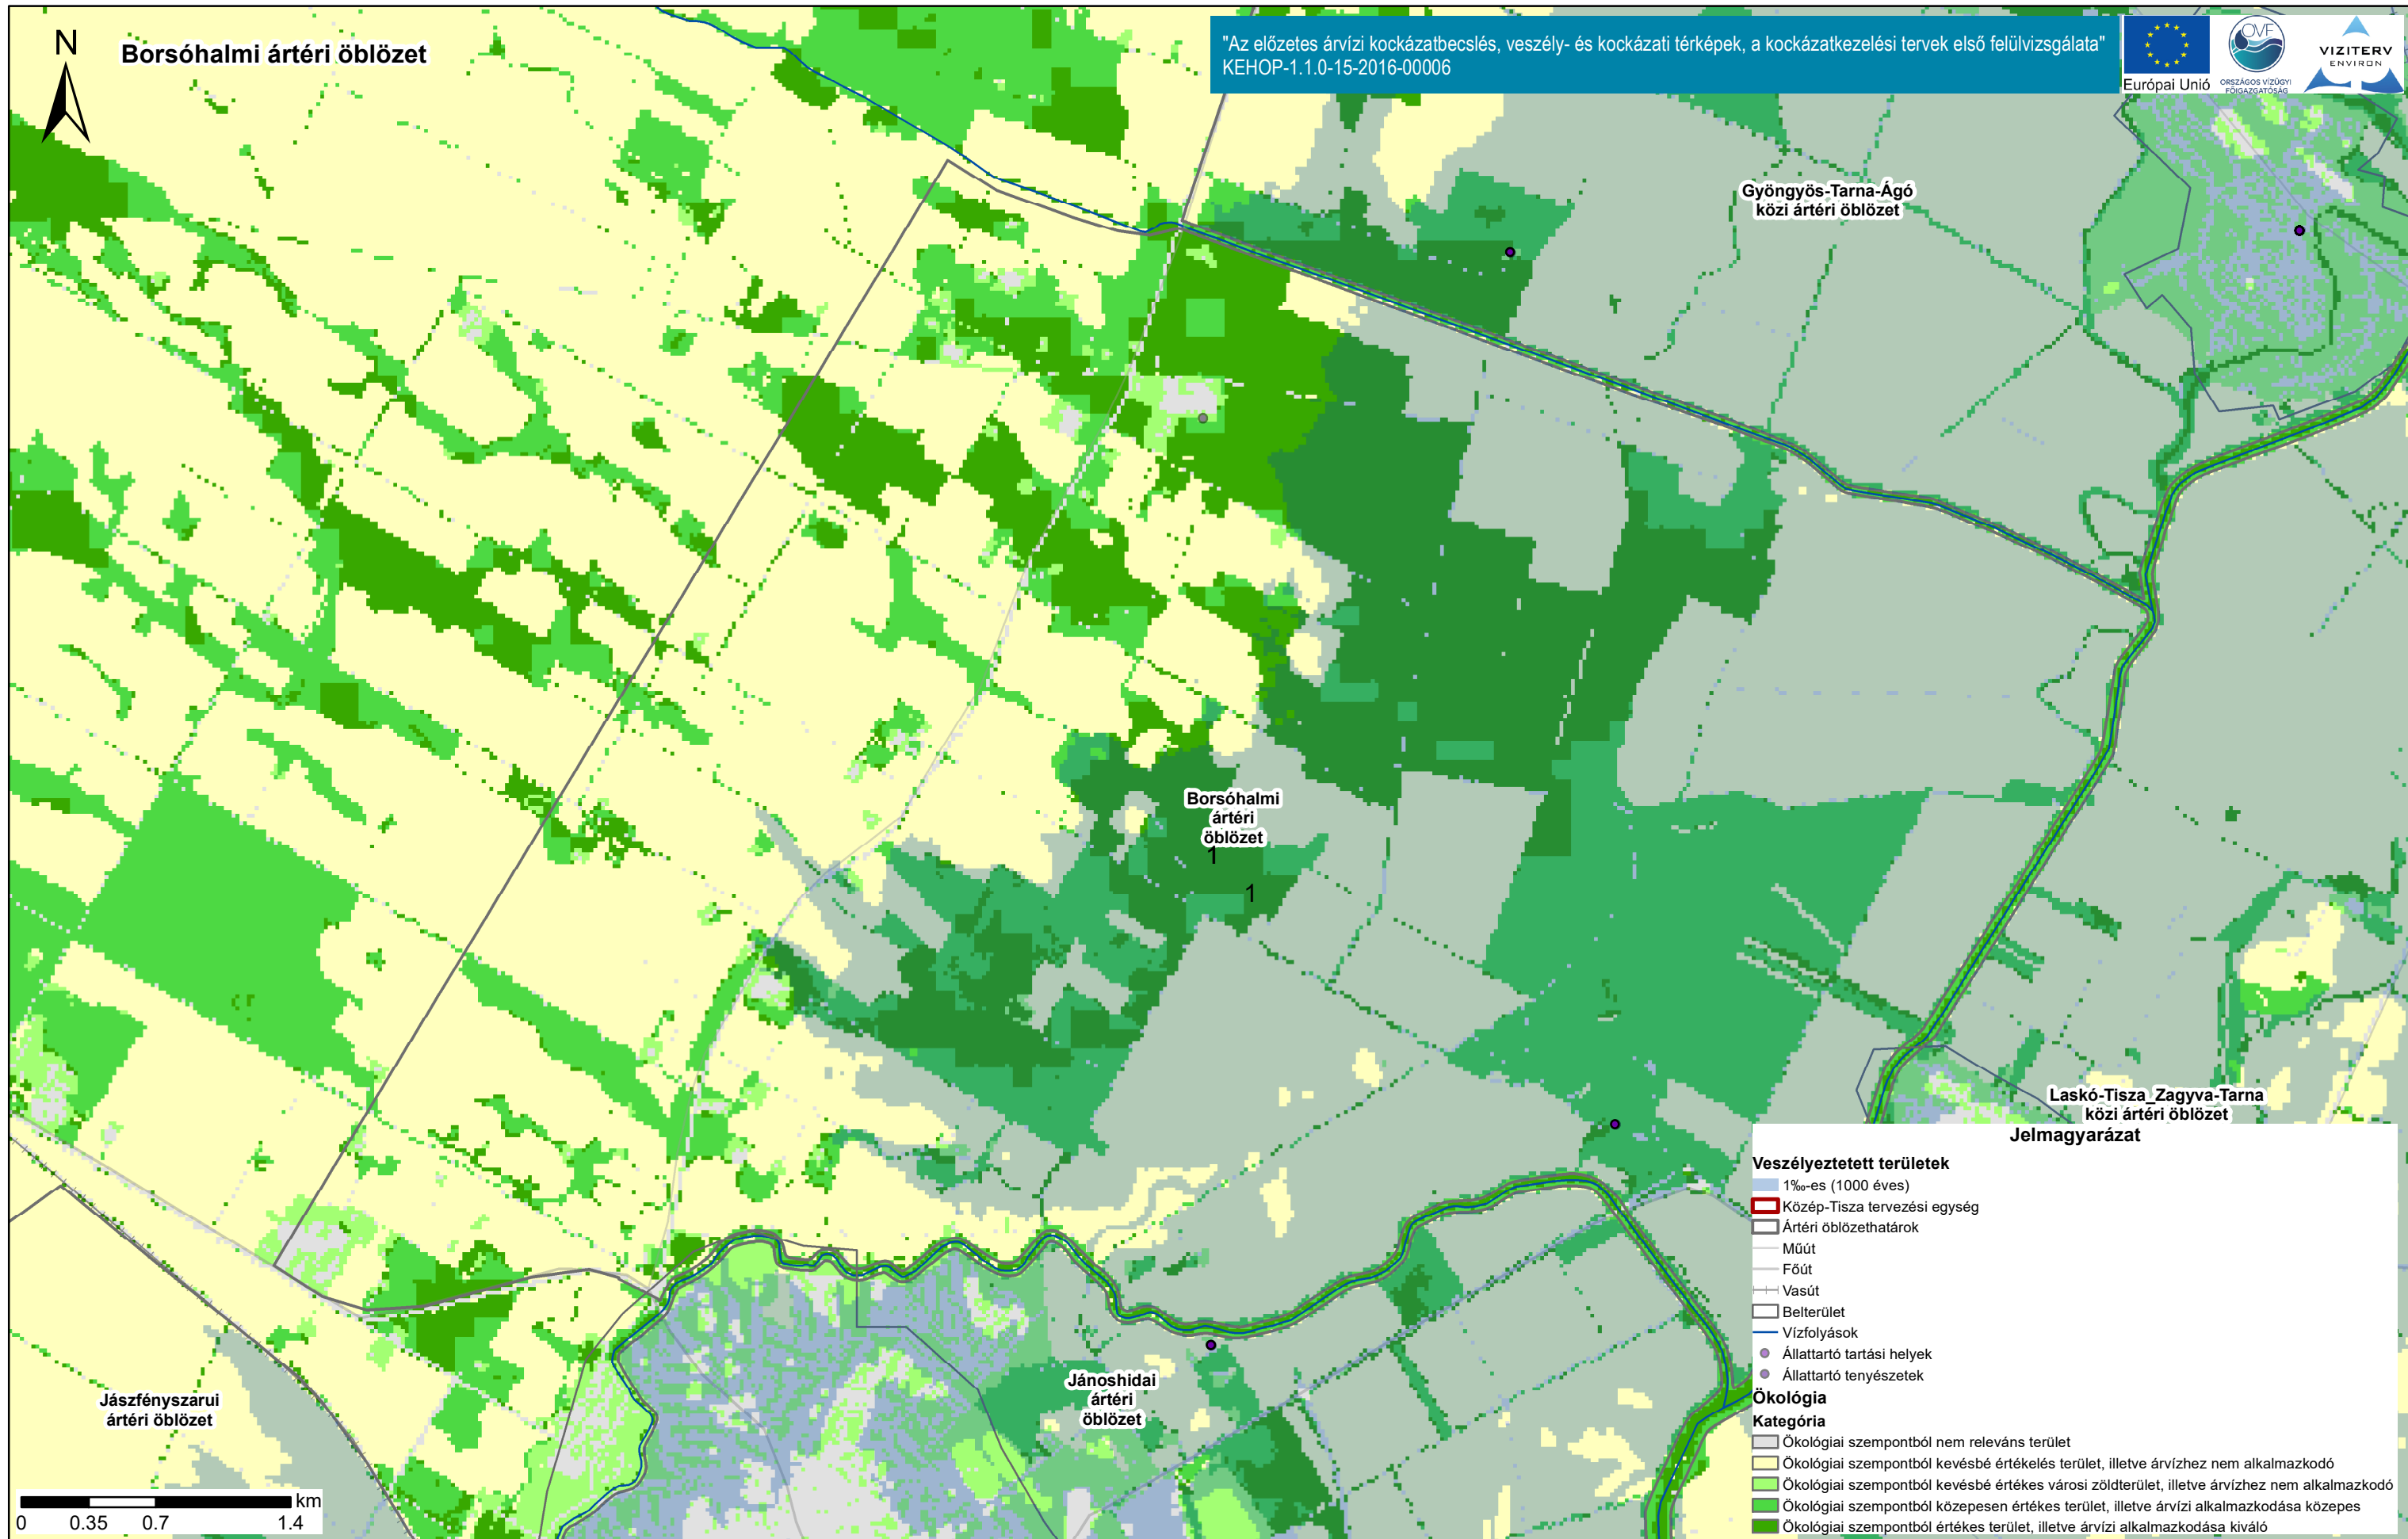 N
Borsóhalmi ártéri öblözet
"Az előzetes árvízi kockázatbecslés, veszély- és kockázati térképek, a kockázatkezelési tervek első felülvizsgálata"
KEHOP-1.1.0-15-2016-00006
Európai Unió
OVF
ORSZÁGOS VÍZÜGYI
FŐIGAZGATÓSÁG
VIZITERV
ENVIRON
Gyöngyös-Tarna-Ágó
közi ártéri öblözet
Borsóhalmi
ártéri
öblözet
1
1
Laskó-Tisza_Zagyva-Tarna
közi ártéri öblözet
Jánoshidai
ártéri
öblözet
Jászfényszarui
ártéri öblözet
km
0 0.35 0.7 1.4
Jelmagyarázat
Veszélyeztetett területek
1‰-es (1000 éves)
Közép-Tisza tervezési egység
Ártéri öblözethatárok
Műút
Főút
Vasút
Belterület
Vízfolyások
Állattartó tartási helyek
Állattartó tenyészetek
Ökológia
Kategória
Ökológiai szempontból nem releváns terület
Ökológiai szempontból kevésbé értékelés terület, illetve árvízhez nem alkalmazkodó
Ökológiai szempontból kevésbé értékes városi zöldterület, illetve árvízhez nem alkalmazkodó
Ökológiai szempontból közepesen értékes terület, illetve árvízi alkalmazkodása közepes
Ökológiai szempontból értékes terület, illetve árvízi alkalmazkodása kiváló